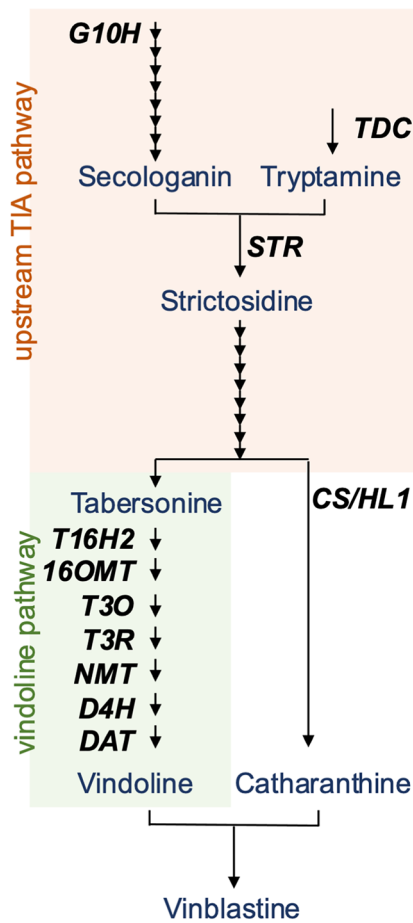 upstream TIA pathway
G10H
TDC
Secologanin
Tryptamine
STR
Strictosidine
CS/HL1
vindoline pathway
Tabersonine
T16H2
16OMT
T3O
T3R
NMT
D4H
DAT
Vindoline
Catharanthine
Vinblastine